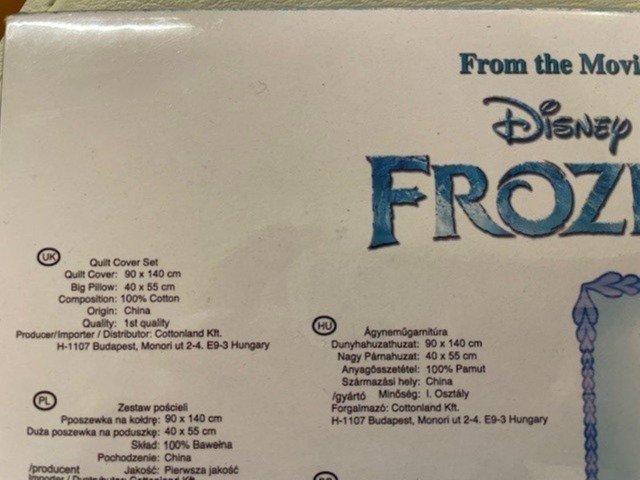 From the Movi
Disney
FROZE
UK
Quilt Cover Set
Quilt Cover: 90 x 140 cm
Big Pillow: 40 x 55 cm
Composition: 100% Cotton
Origin: China
Quality: 1st quality
Producer/Importer / Distributor: Cottonland Kft.
H-1107 Budapest, Monori ut 2-4. E9-3 Hungary
HU
Ágyneműgarnitúra
Dunyhahuzathuzat: 90 x 140 cm
Nagy Párnahuzat: 40 x 55 cm
Anyagösszetétel: 100% Pamut
Származási hely: China
/gyártó Minőség: I. Osztály
Forgalmazó: Cottonland Kft.
H-1107 Budapest, Monori ut 2-4. E9-3 Hungary
PL
Zestaw pościeli
Pposzewka na kołdrę: 90 x 140 cm
Duża poszewka na poduszkę: 40 x 55 cm
Skład: 100% Bawełna
Pochodzenie: China
/producent Jakość: Pierwsza jakość
Importer / Distributor: Cottonland Kft.